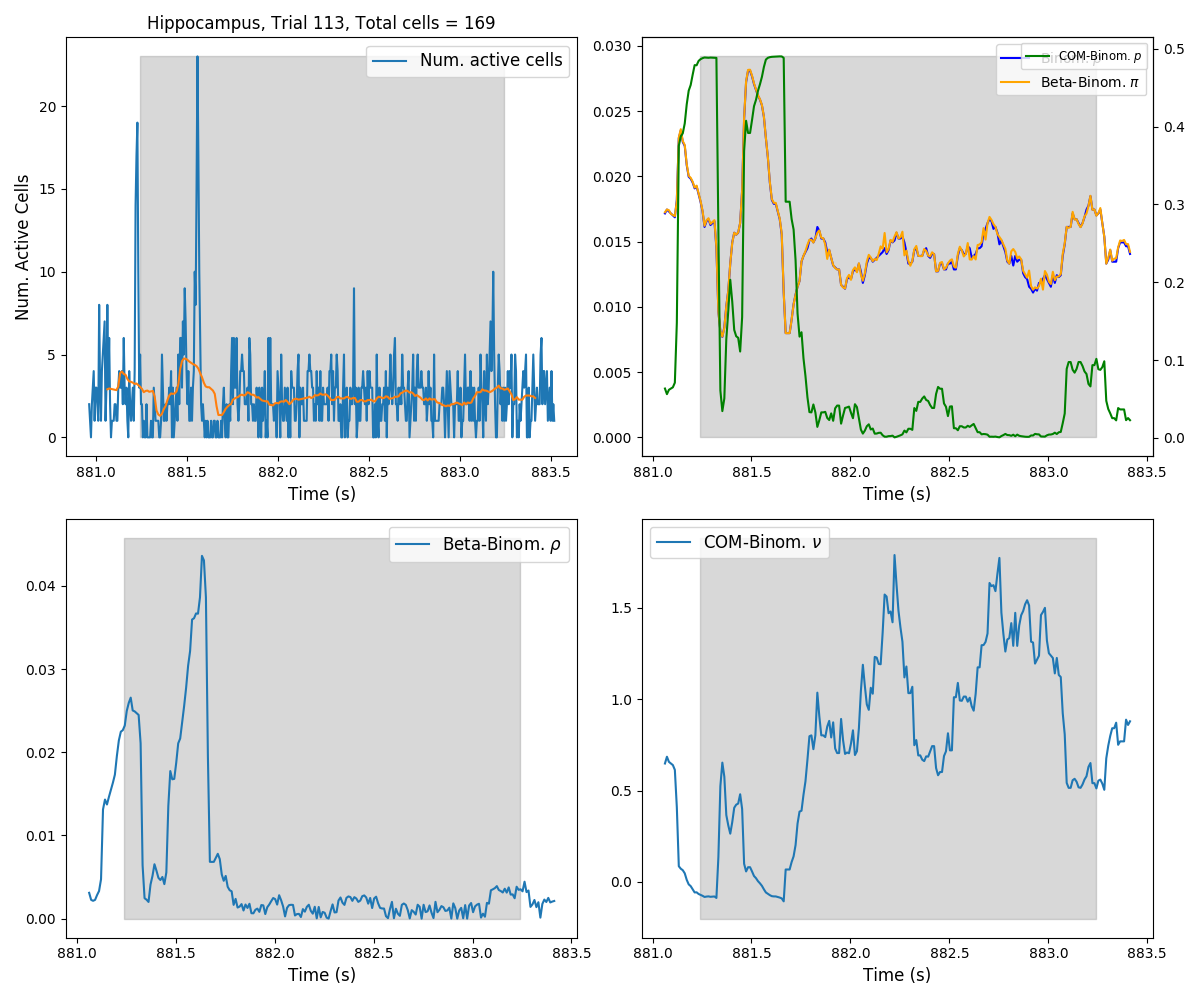 Hippocampus, Trial 113, Total cells = 169
Num. active cells
Num. Active Cells
20
15
10
5
0
881.0 881.5 882.0 882.5 883.0 883.5
Time (s)
COM-Binom. p
Beta-Binom. π
0.030
0.025
0.020
0.015
0.010
0.005
0.000
0.5
0.4
0.3
0.2
0.1
0.0
881.0 881.5 882.0 882.5 883.0 883.5
Time (s)
Beta-Binom. ρ
0.04
0.03
0.02
0.01
0.00
881.0 881.5 882.0 882.5 883.0 883.5
Time (s)
COM-Binom. ν
1.5
1.0
0.5
0.0
881.0 881.5 882.0 882.5 883.0 883.5
Time (s)